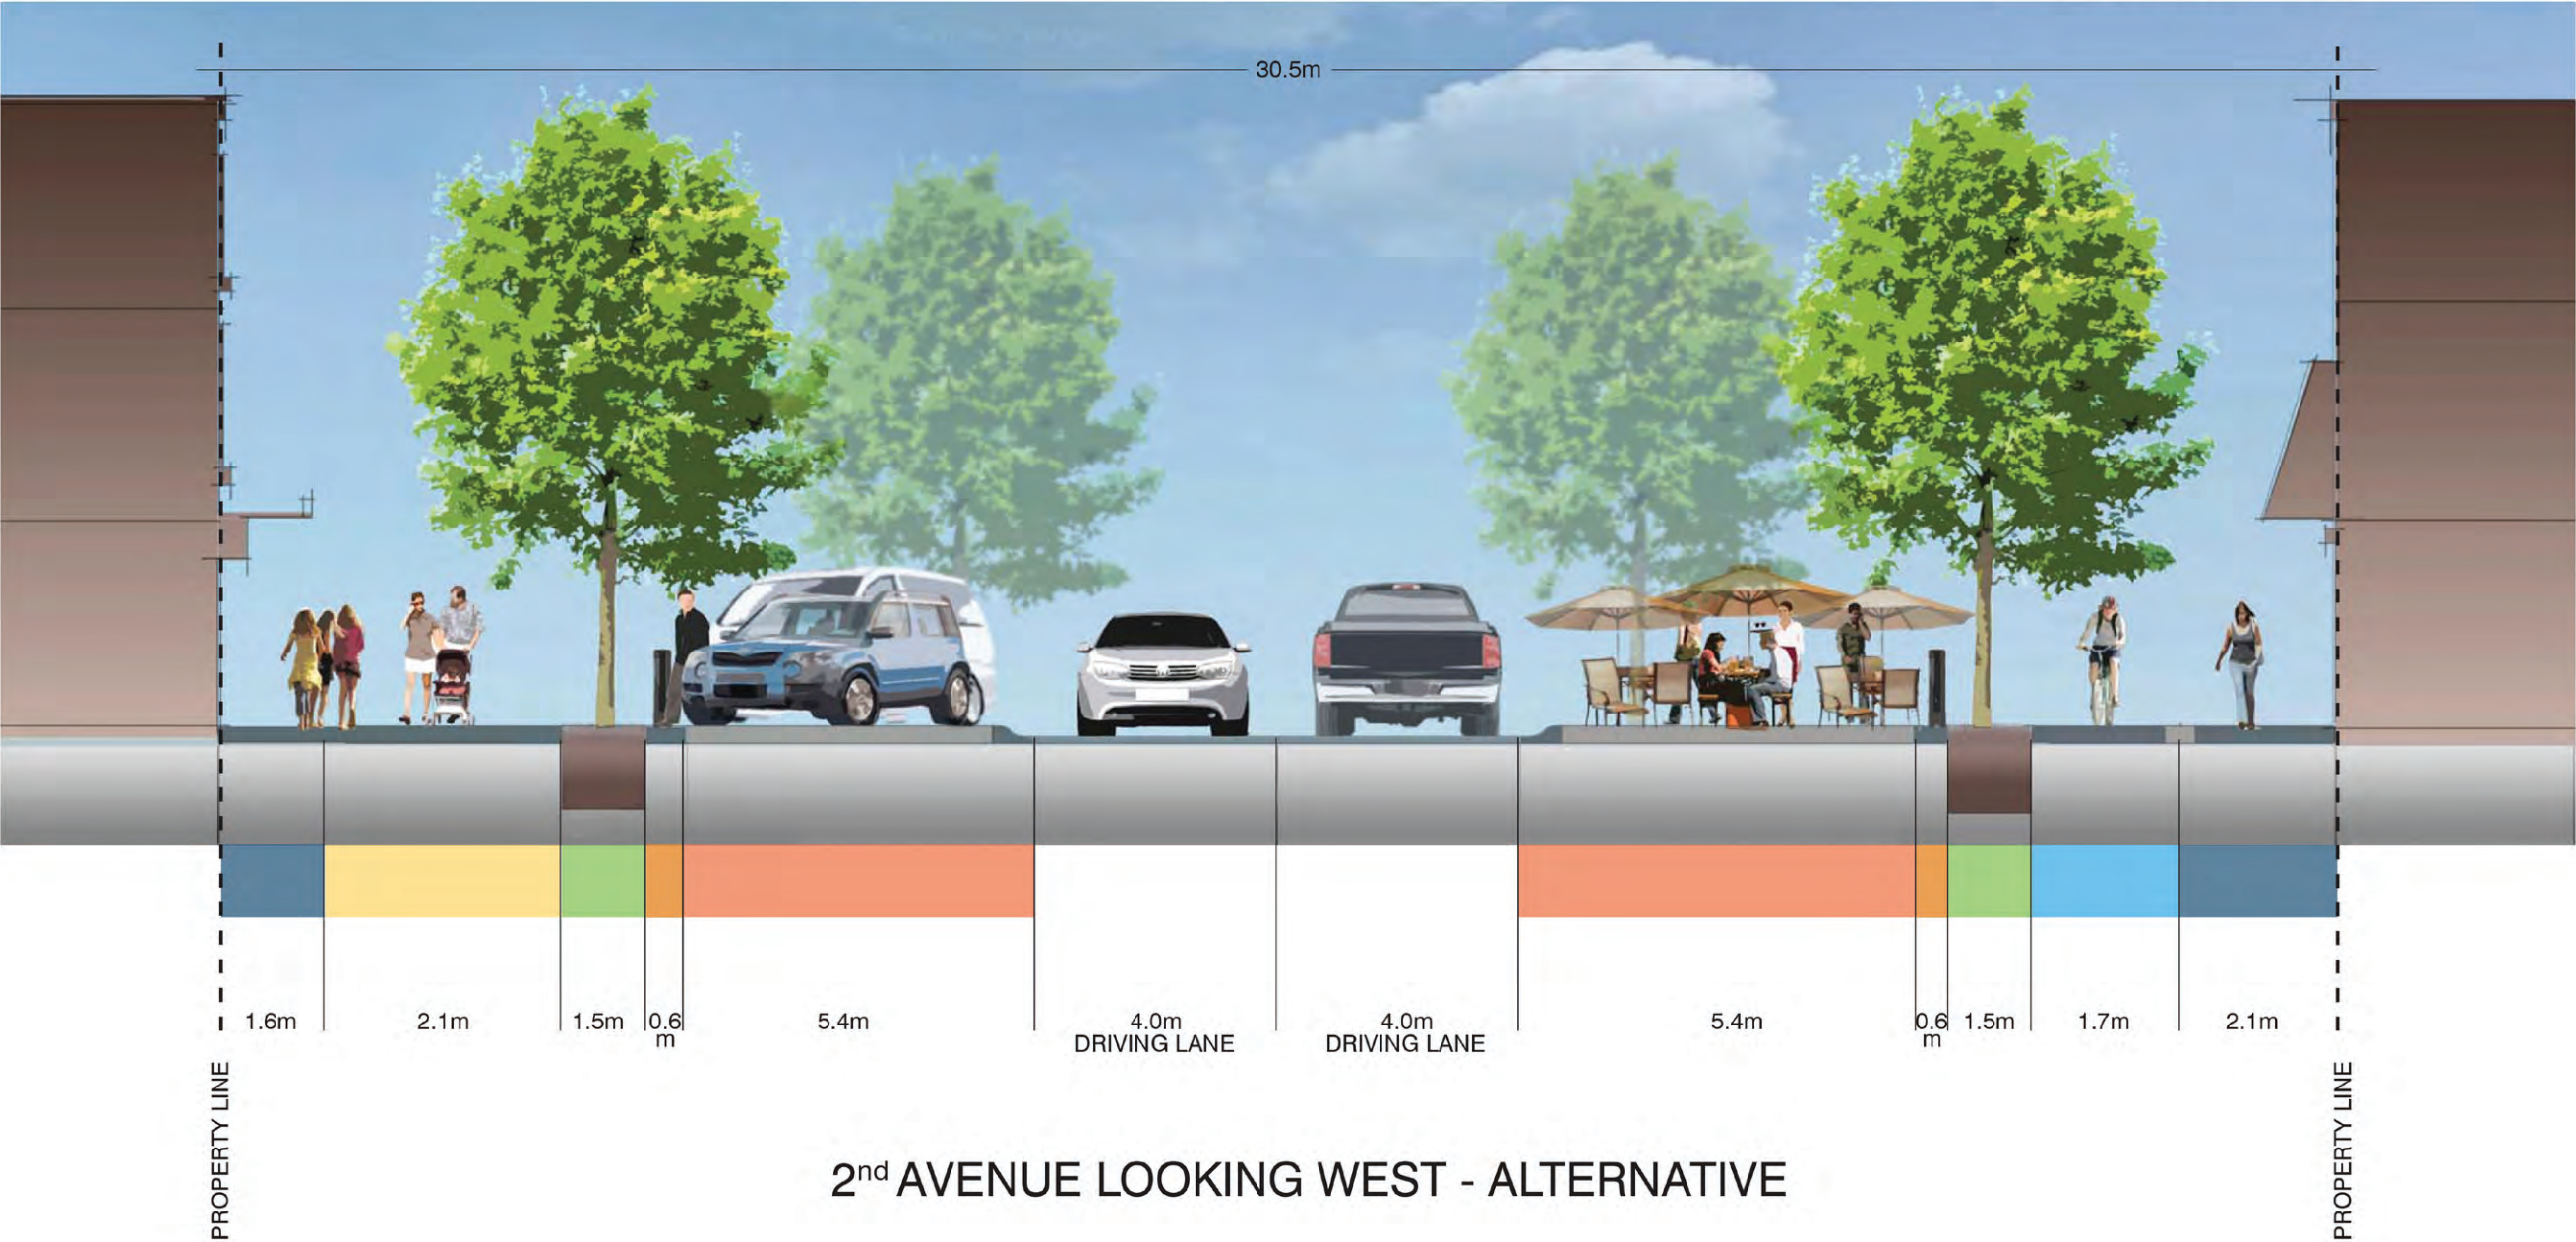 30.5m
1.6m 2.1m 1.5m 0.6 5.4m 4.0m 4.0m 5.4m 0.6 1.5m 1.7m 2.1m
m DRIVING LANE DRIVING LANE m
PROPERTY LINE
PROPERTY LINE
2nd AVENUE LOOKING WEST - ALTERNATIVE